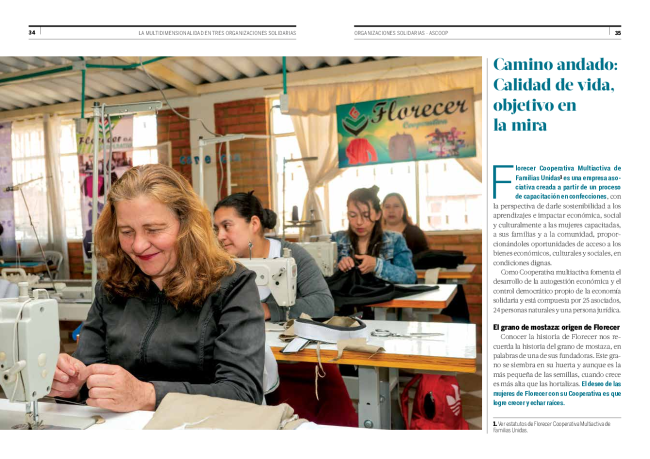 34
LA MULTIDIMENSIONALIDAD EN TRES ORGANIZACIONES SOLIDARIAS
ORGANIZACIONES SOLIDARIAS - ASCOOP
35
Florecer
Cooperativa
Florecer
Camino andado:
Calidad de vida,
objetivo en
la mira
Florecer Cooperativa Multiactiva de
Familias Unidas¹ es una empresa aso-
ciativa creada a partir de un proceso
de capacitación en confecciones, con
la perspectiva de darle sostenibilidad a los
aprendizajes e impactar económica, social
y culturalmente a las mujeres capacitadas,
a sus familias y a la comunidad, propor-
cionándoles oportunidades de acceso a los
bienes económicos, culturales y sociales, en
condiciones dignas.
Como Cooperativa multiactiva fomenta el
desarrollo de la autogestión económica y el
control democrático propio de la economía
solidaria y está compuesta por 25 asociados,
24 personas naturales y una persona jurídica.
El grano de mostaza: origen de Florecer
Conocer la historia de Florecer nos re-
cuerda la historia del grano de mostaza, en
palabras de una de sus fundadoras. Este gra-
no se siembra en su huerta y aunque es la
más pequeña de las semillas, cuando crece
es más alta que las hortalizas. El deseo de las
mujeres de Florecer con su Cooperativa es que
logre crecer y echar raíces.
1. Ver estatutos de Florecer Cooperativa Multiactiva de
Familias Unidas.